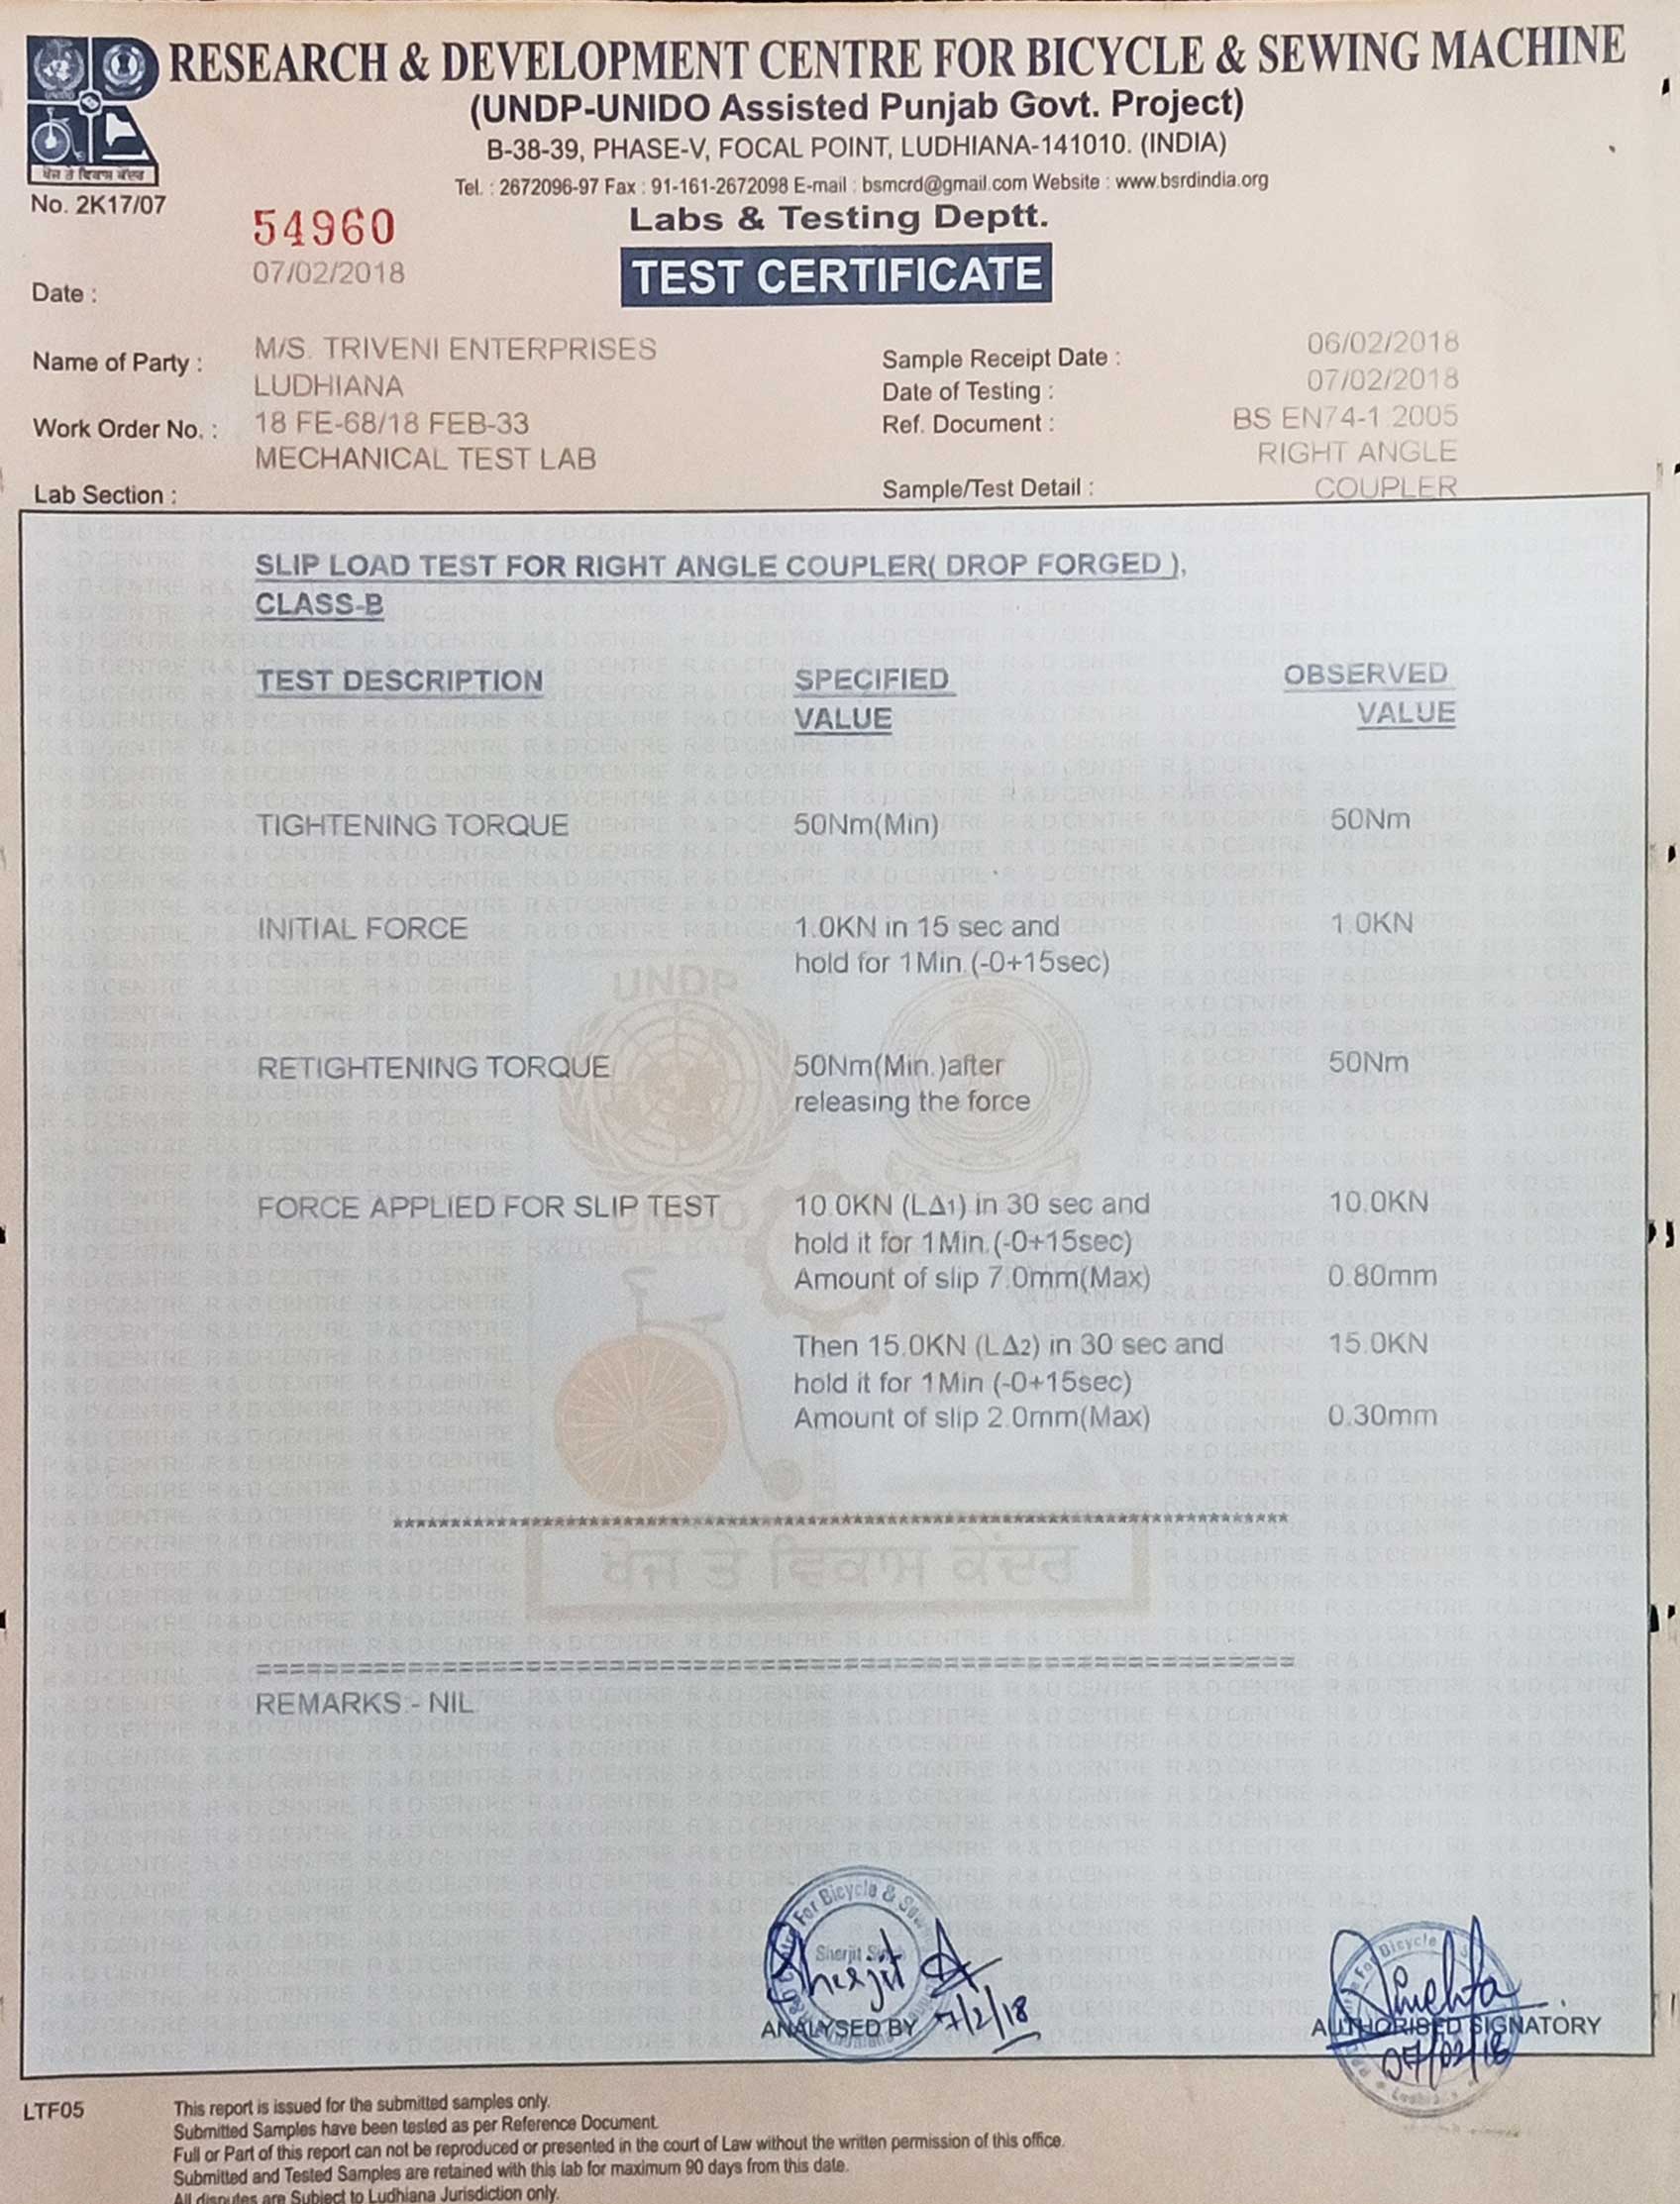 RESEARCH & DEVELOPMENT CENTRE FOR BICYCLE & SEWING MACHINE
(UNDP-UNIDO Assisted Punjab Govt. Project)
B-38-39, PHASE-V, FOCAL POINT, LUDHIANA-141010. (INDIA)
Tel. : 2672096-97 Fax : 91-161-2672098 E-mail : bsmcrd@gmail.com Website : www.bsrdindia.org
ਖੋਜ ਤੇ ਵਿਕਾਸ ਕੇਂਦਰ
No. 2K17/07
54960
Labs & Testing Deptt.
TEST CERTIFICATE
Date : 07/02/2018
Name of Party : M/S. TRIVENI ENTERPRISES
LUDHIANA
Work Order No. : 18 FE-68/18 FEB-33
MECHANICAL TEST LAB
Lab Section :
Sample Receipt Date : 06/02/2018
Date of Testing : 07/02/2018
Ref. Document : BS EN74-1:2005
RIGHT ANGLE
Sample/Test Detail : COUPLER
SLIP LOAD TEST FOR RIGHT ANGLE COUPLER( DROP FORGED ),
CLASS-B
TEST DESCRIPTION SPECIFIED OBSERVED
VALUE VALUE
TIGHTENING TORQUE 50Nm(Min) 50Nm
INITIAL FORCE 1.0KN in 15 sec and 1.0KN
hold for 1Min.(-0+15sec)
RETIGHTENING TORQUE 50Nm(Min.)after 50Nm
releasing the force
FORCE APPLIED FOR SLIP TEST 10.0KN (LΔ1) in 30 sec and 10.0KN
hold it for 1Min.(-0+15sec)
Amount of slip 7.0mm(Max) 0.80mm
Then 15.0KN (LΔ2) in 30 sec and 15.0KN
hold it for 1Min (-0+15sec)
Amount of slip 2.0mm(Max) 0.30mm
UNDP
UNIDO
ਖੋਜ ਤੇ ਵਿਕਾਸ ਕੇਂਦਰ
REMARKS:- NIL
For Bicycle &
Sherjit Singh
Sherjit
ANALYSED BY 7/2/18
Bicycle
AUTHORISED SIGNATORY
07/02/18
Ludhiana
LTF05
This report is issued for the submitted samples only.
Submitted Samples have been tested as per Reference Document.
Full or Part of this report can not be reproduced or presented in the court of Law without the written permission of this office.
Submitted and Tested Samples are retained with this lab for maximum 90 days from this date.
All disputes are Subject to Ludhiana Jurisdiction only.